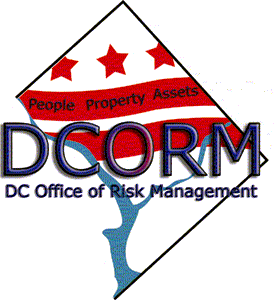 People Property Assets
DCORM
DC Office of Risk Management